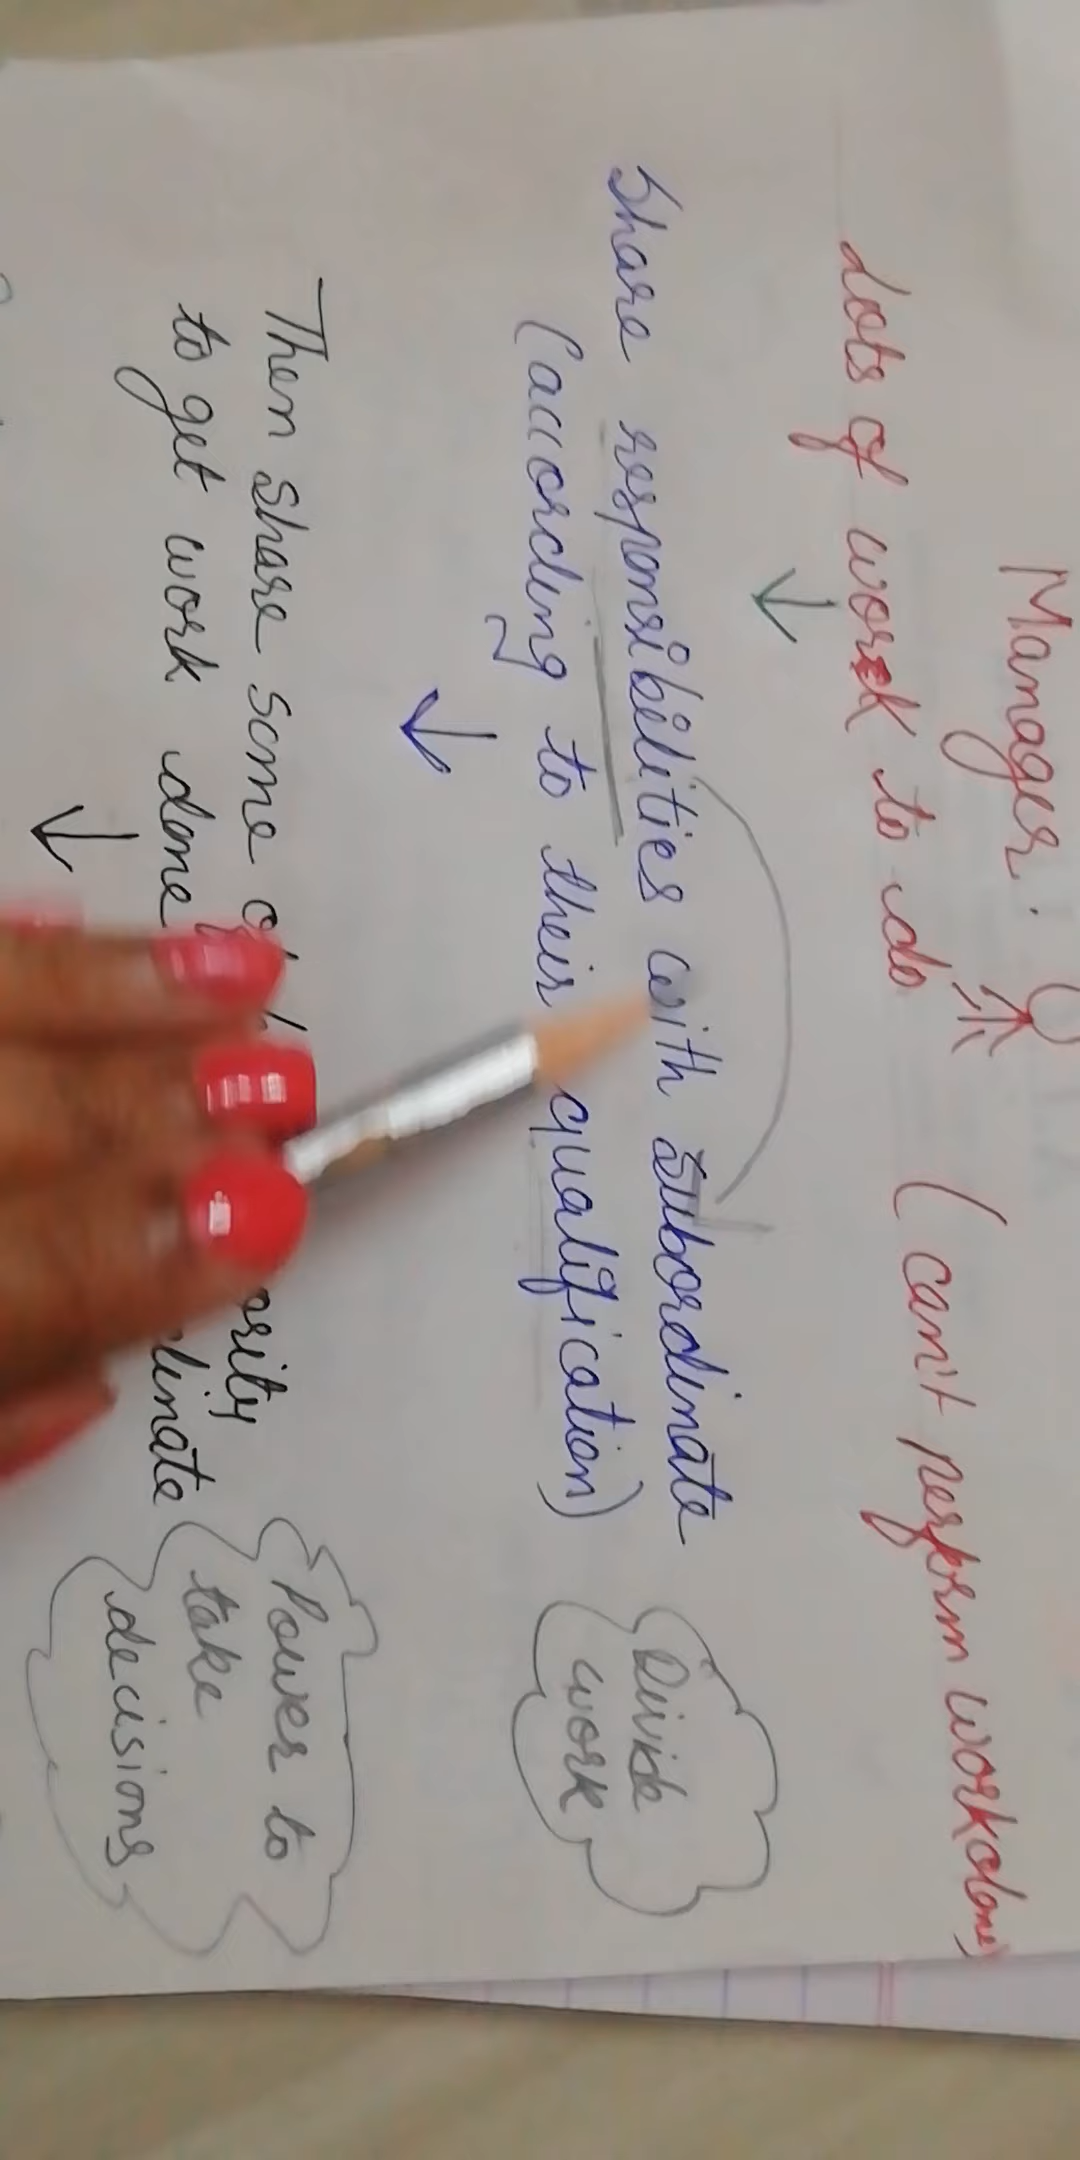 Manager.
Lots of work to do (can't perform work alone)
↓
Share responsibilities with subordinate
(according to their qualification)
Divide
work
↓
Then share some
to get work done
Power to
take
decisions
↓